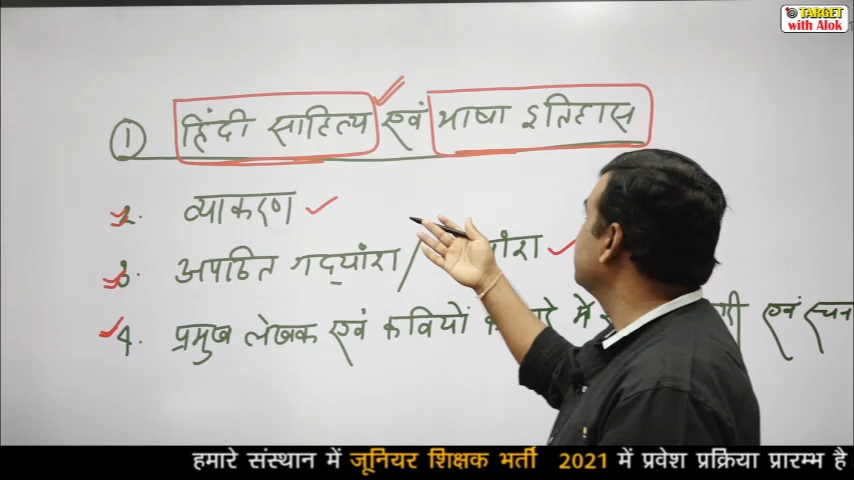 TARGET
with Alok
① हिंदी साहित्य एवं भाषा इतिहास
2. व्याकरण
3. अपठित गद्यांश /
4. प्रमुख लेखक एवं कवियों में एवं
हमारे संस्थान में जूनियर शिक्षक भर्ती 2021 में प्रवेश प्रक्रिया प्रारम्भ है